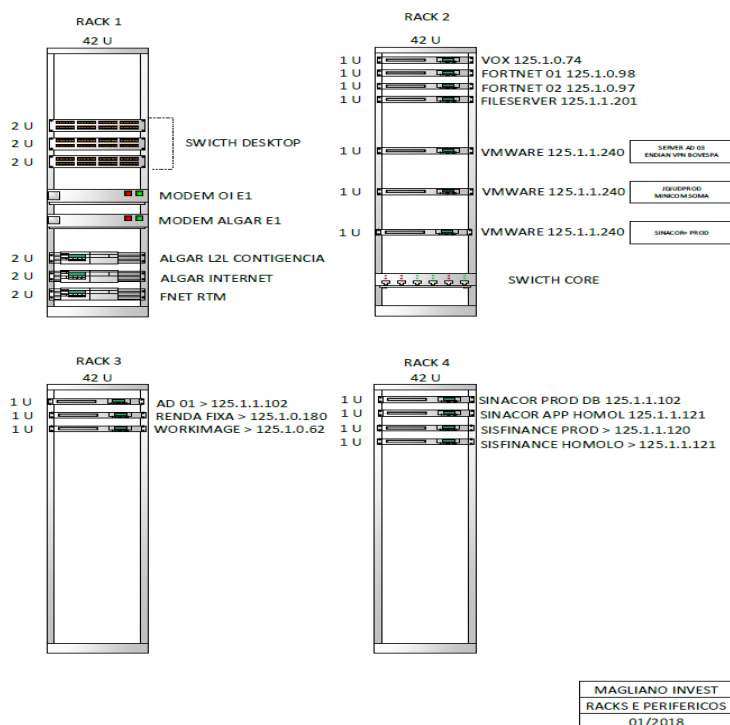 RACK 1
42 U
2 U
2 U
2 U
SWICTH DESKTOP
MODEM OI E1
MODEM ALGAR E1
2 U ALGAR L2L CONTIGENCIA
2 U ALGAR INTERNET
2 U FNET RTM
RACK 2
42 U
1 U VOX 125.1.0.74
1 U FORTNET 01 125.1.0.98
1 U FORTNET 02 125.1.0.97
1 U FILESERVER 125.1.1.201
1 U VMWARE 125.1.1.240
SERVER AD 03
ENDIAN VPN BOVESPA
1 U VMWARE 125.1.1.240
JDJUDPROD
MINICOM SOMA
1 U VMWARE 125.1.1.240
SINACOR+ PROD
SWICTH CORE
RACK 3
42 U
1 U AD 01 > 125.1.1.102
1 U RENDA FIXA > 125.1.0.180
1 U WORKIMAGE > 125.1.0.62
RACK 4
42 U
1 U SINACOR PROD DB 125.1.1.102
1 U SINACOR APP HOMOL 125.1.1.121
1 U SISFINANCE PROD > 125.1.1.120
1 U SISFINANCE HOMOLO > 125.1.1.121
MAGLIANO INVEST
RACKS E PERIFERICOS
01/2018